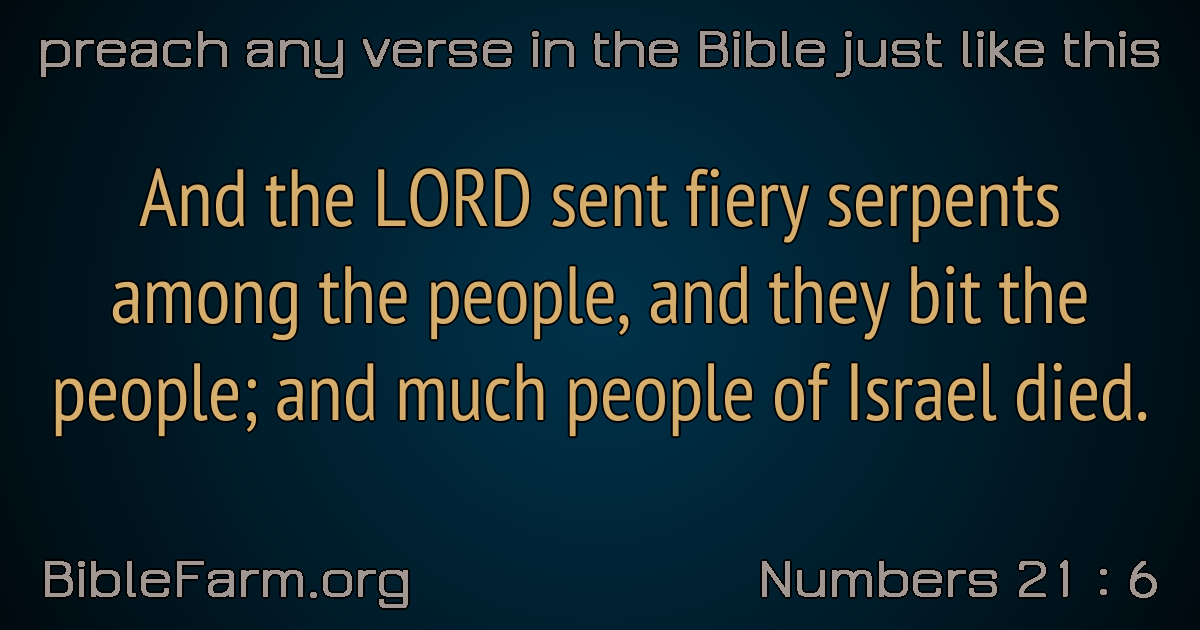 preach any verse in the Bible just like this
And the LORD sent fiery serpents
among the people, and they bit the
people; and much people of Israel died.
BibleFarm.org
Numbers 21 : 6